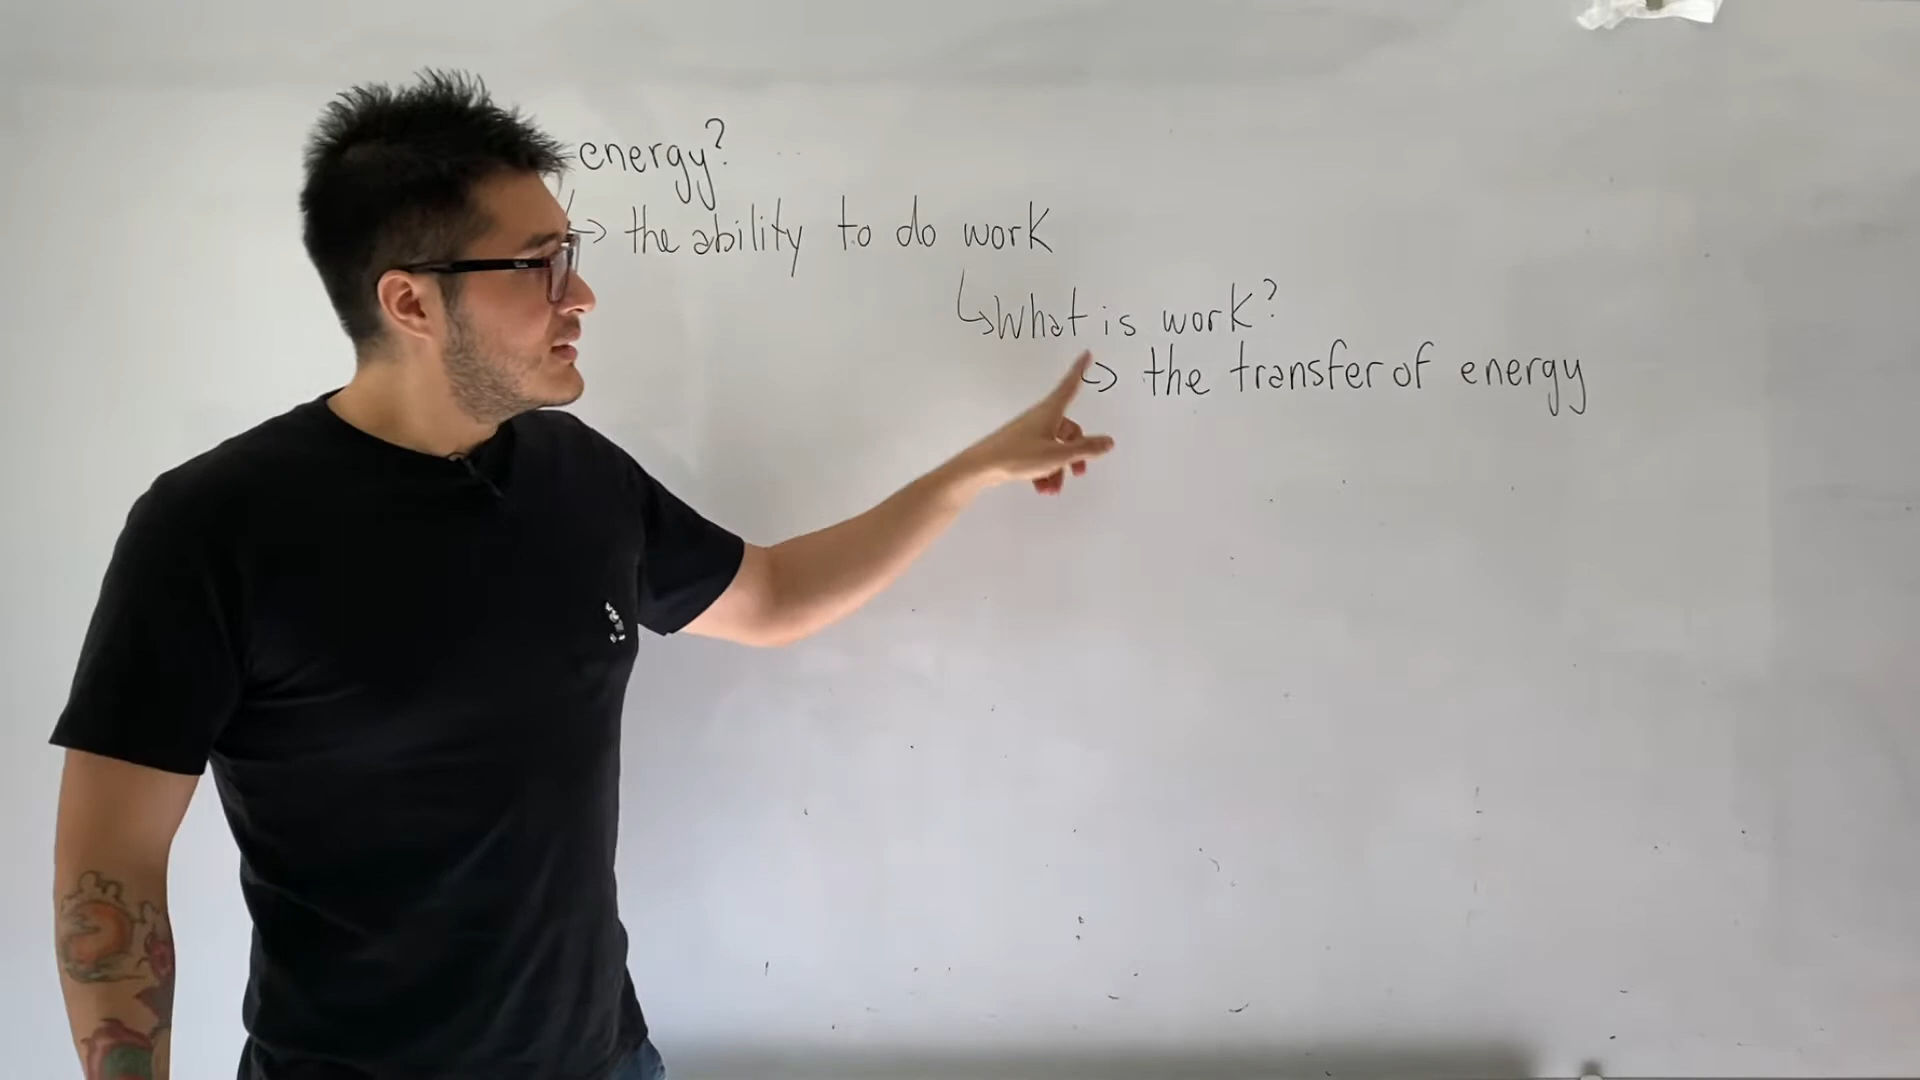 energy?
↳ the ability to do work
↳ What is work?
↳ the transfer of energy